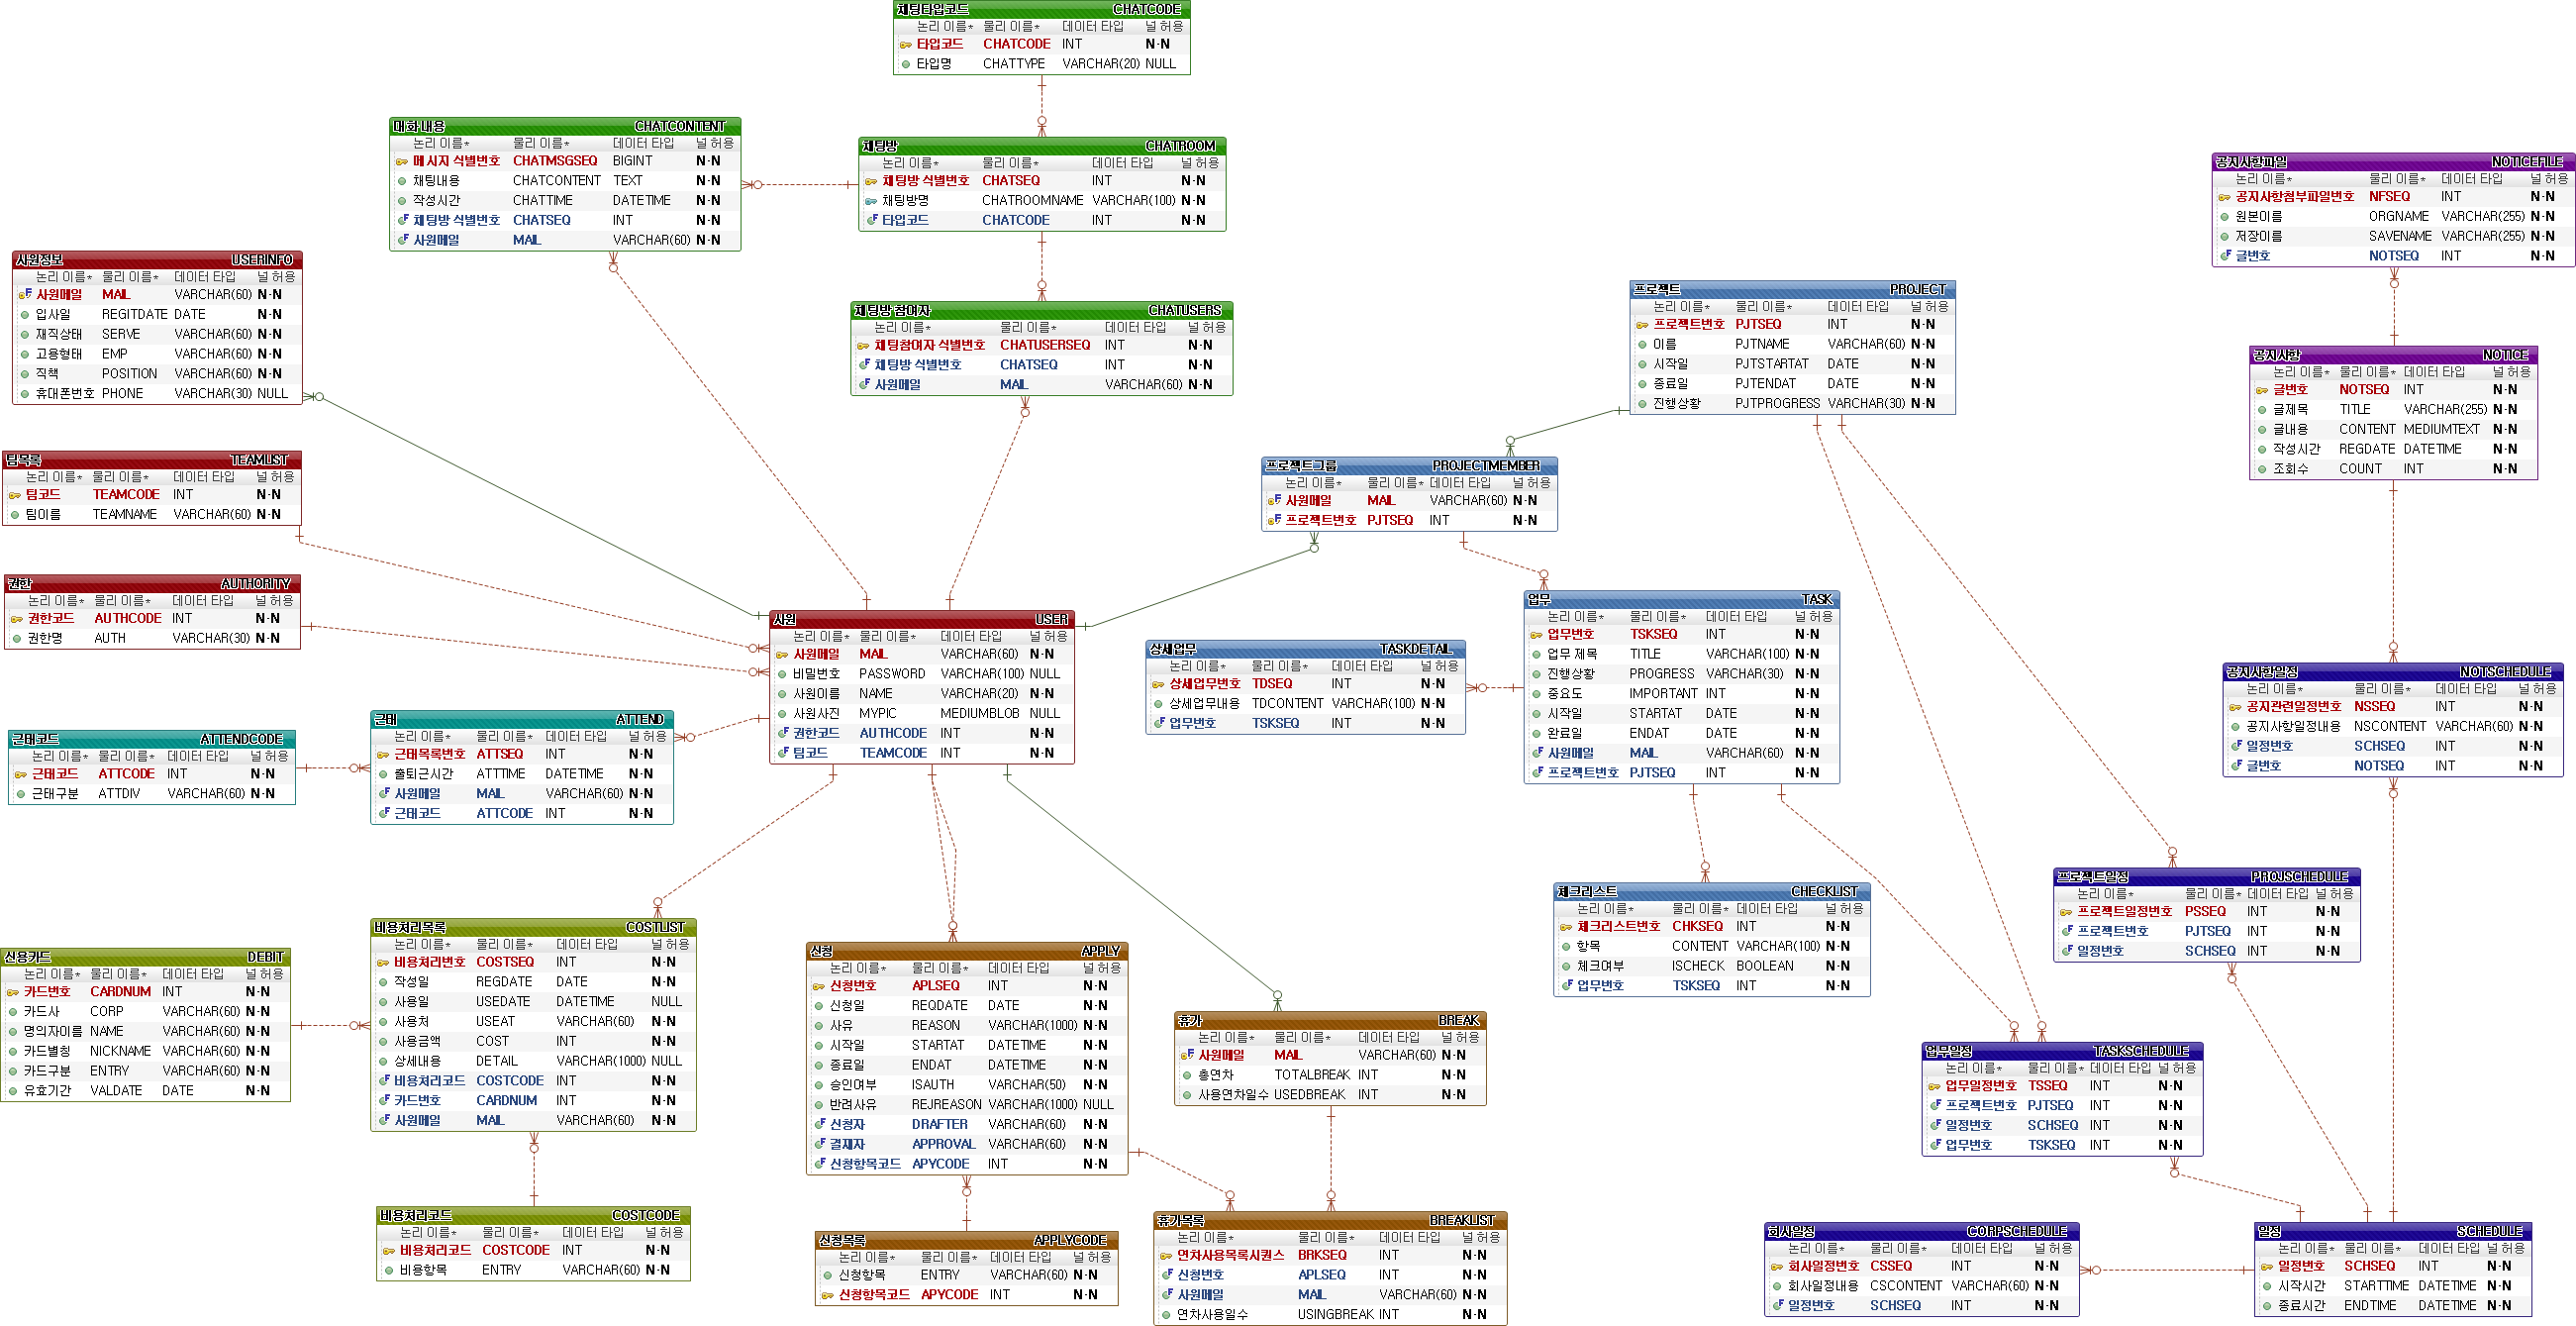 채팅타입코드 CHATCODE
논리 이름* 물리 이름* 데이터 타입 널 허용
타입코드 CHATCODE INT N-N
타입명 CHATTYPE VARCHAR(20) NULL
대화 내용 CHATCONTENT
논리 이름* 물리 이름* 데이터 타입 널 허용
메시지 식별번호 CHATMSGSEQ BIGINT N-N
채팅내용 CHATCONTENT TEXT N-N
작성시간 CHATTIME DATETIME N-N
채팅방 식별번호 CHATSEQ INT N-N
사원메일 MAIL VARCHAR(60) N-N
채팅방 CHATROOM
논리 이름* 물리 이름* 데이터 타입 널 허용
채팅방 식별번호 CHATSEQ INT N-N
채팅방명 CHATROOMNAME VARCHAR(100) N-N
타입코드 CHATCODE INT N-N
공지사항파일 NOTICEFILE
논리 이름* 물리 이름* 데이터 타입 널 허용
공지사항첨부파일번호 NFSEQ INT N-N
원본이름 ORGNAME VARCHAR(255) N-N
저장이름 SAVENAME VARCHAR(255) N-N
글번호 NOTSEQ INT N-N
사원정보 USERINFO
논리 이름* 물리 이름* 데이터 타입 널 허용
사원메일 MAIL VARCHAR(60) N-N
입사일 REGITDATE DATE N-N
재직상태 SERVE VARCHAR(60) N-N
고용형태 EMP VARCHAR(60) N-N
직책 POSITION VARCHAR(60) N-N
휴대폰번호 PHONE VARCHAR(30) NULL
채팅방 참여자 CHATUSERS
논리 이름* 물리 이름* 데이터 타입 널 허용
채팅참여자 식별번호 CHATUSERSEQ INT N-N
채팅방 식별번호 CHATSEQ INT N-N
사원메일 MAIL VARCHAR(60) N-N
프로젝트 PROJECT
논리 이름* 물리 이름* 데이터 타입 널 허용
프로젝트번호 PJTSEQ INT N-N
이름 PJTNAME VARCHAR(60) N-N
시작일 PJTSTARTAT DATE N-N
종료일 PJTENDAT DATE N-N
진행상황 PJTPROGRESS VARCHAR(30) N-N
공지사항 NOTICE
논리 이름* 물리 이름* 데이터 타입 널 허용
글번호 NOTSEQ INT N-N
글제목 TITLE VARCHAR(255) N-N
글내용 CONTENT MEDIUMTEXT N-N
작성시간 REGDATE DATETIME N-N
조회수 COUNT INT N-N
팀목록 TEAMLIST
논리 이름* 물리 이름* 데이터 타입 널 허용
팀코드 TEAMCODE INT N-N
팀이름 TEAMNAME VARCHAR(60) N-N
프로젝트그룹 PROJECTMEMBER
논리 이름* 물리 이름* 데이터 타입 널 허용
사원메일 MAIL VARCHAR(60) N-N
프로젝트번호 PJTSEQ INT N-N
권한 AUTHORITY
논리 이름* 물리 이름* 데이터 타입 널 허용
권한코드 AUTHCODE INT N-N
권한명 AUTH VARCHAR(30) N-N
사원 USER
논리 이름* 물리 이름* 데이터 타입 널 허용
사원메일 MAIL VARCHAR(60) N-N
비밀번호 PASSWORD VARCHAR(100) NULL
사원이름 NAME VARCHAR(20) N-N
사원사진 MYPIC MEDIUMBLOB NULL
권한코드 AUTHCODE INT N-N
팀코드 TEAMCODE INT N-N
상세업무 TASKDETAIL
논리 이름* 물리 이름* 데이터 타입 널 허용
상세업무번호 TDSEQ INT N-N
상세업무내용 TDCONTENT VARCHAR(100) N-N
업무번호 TSKSEQ INT N-N
업무 TASK
논리 이름* 물리 이름* 데이터 타입 널 허용
업무번호 TSKSEQ INT N-N
업무 제목 TITLE VARCHAR(100) N-N
진행상황 PROGRESS VARCHAR(30) N-N
중요도 IMPORTANT INT N-N
시작일 STARTAT DATE N-N
완료일 ENDAT DATE N-N
사원메일 MAIL VARCHAR(60) N-N
프로젝트번호 PJTSEQ INT N-N
공지사항일정 NOTSCHEDULE
논리 이름* 물리 이름* 데이터 타입 널 허용
공지관련일정번호 NSSEQ INT N-N
공지사항일정내용 NSCONTENT VARCHAR(60) N-N
일정번호 SCHSEQ INT N-N
글번호 NOTSEQ INT N-N
근태코드 ATTENDCODE
논리 이름* 물리 이름* 데이터 타입 널 허용
근태코드 ATTCODE INT N-N
근태구분 ATTDIV VARCHAR(60) N-N
근태 ATTEND
논리 이름* 물리 이름* 데이터 타입 널 허용
근태목록번호 ATTSEQ INT N-N
출퇴근시간 ATTTIME DATETIME N-N
사원메일 MAIL VARCHAR(60) N-N
근태코드 ATTCODE INT N-N
체크리스트 CHECKLIST
논리 이름* 물리 이름* 데이터 타입 널 허용
체크리스트번호 CHKSEQ INT N-N
항목 CONTENT VARCHAR(100) N-N
체크여부 ISCHECK BOOLEAN N-N
업무번호 TSKSEQ INT N-N
프로젝트일정 PROJSCHEDULE
논리 이름* 물리 이름* 데이터 타입 널 허용
프로젝트일정번호 PSSEQ INT N-N
프로젝트번호 PJTSEQ INT N-N
일정번호 SCHSEQ INT N-N
신용카드 DEBIT
논리 이름* 물리 이름* 데이터 타입 널 허용
카드번호 CARDNUM INT N-N
카드사 CORP VARCHAR(60) N-N
명의자이름 NAME VARCHAR(60) N-N
카드별칭 NICKNAME VARCHAR(60) N-N
카드구분 ENTRY VARCHAR(60) N-N
유효기간 VALDATE DATE N-N
비용처리목록 COSTLIST
논리 이름* 물리 이름* 데이터 타입 널 허용
비용처리번호 COSTSEQ INT N-N
작성일 REGDATE DATE N-N
사용일 USEDATE DATETIME NULL
사용처 USEAT VARCHAR(60) N-N
사용금액 COST INT N-N
상세내용 DETAIL VARCHAR(1000) NULL
비용처리코드 COSTCODE INT N-N
카드번호 CARDNUM INT N-N
사원메일 MAIL VARCHAR(60) N-N
신청 APPLY
논리 이름* 물리 이름* 데이터 타입 널 허용
신청번호 APLSEQ INT N-N
신청일 REQDATE DATE N-N
사유 REASON VARCHAR(1000) N-N
시작일 STARTAT DATETIME N-N
종료일 ENDAT DATETIME N-N
승인여부 ISAUTH VARCHAR(50) N-N
반려사유 REJREASON VARCHAR(1000) NULL
신청자 DRAFTER VARCHAR(60) N-N
결재자 APPROVAL VARCHAR(60) N-N
신청항목코드 APYCODE INT N-N
휴가 BREAK
논리 이름* 물리 이름* 데이터 타입 널 허용
사원메일 MAIL VARCHAR(60) N-N
총연차 TOTALBREAK INT N-N
사용연차일수 USEDBREAK INT N-N
업무일정 TASKSCHEDULE
논리 이름* 물리 이름* 데이터 타입 널 허용
업무일정번호 TSSEQ INT N-N
프로젝트번호 PJTSEQ INT N-N
일정번호 SCHSEQ INT N-N
업무번호 TSKSEQ INT N-N
비용처리코드 COSTCODE
논리 이름* 물리 이름* 데이터 타입 널 허용
비용처리코드 COSTCODE INT N-N
비용항목 ENTRY VARCHAR(60) N-N
신청목록 APPLYCODE
논리 이름* 물리 이름* 데이터 타입 널 허용
신청항목 ENTRY VARCHAR(60) N-N
신청항목코드 APYCODE INT N-N
휴가목록 BREAKLIST
논리 이름* 물리 이름* 데이터 타입 널 허용
연차사용목록시퀀스 BRKSEQ INT N-N
신청번호 APLSEQ INT N-N
사원메일 MAIL VARCHAR(60) N-N
연차사용일수 USINGBREAK INT N-N
회사일정 CORPSCHEDULE
논리 이름* 물리 이름* 데이터 타입 널 허용
회사일정번호 CSSEQ INT N-N
회사일정내용 CSCONTENT VARCHAR(60) N-N
일정번호 SCHSEQ INT N-N
일정 SCHEDULE
논리 이름* 물리 이름* 데이터 타입 널 허용
일정번호 SCHSEQ INT N-N
시작시간 STARTTIME DATETIME N-N
종료시간 ENDTIME DATETIME N-N